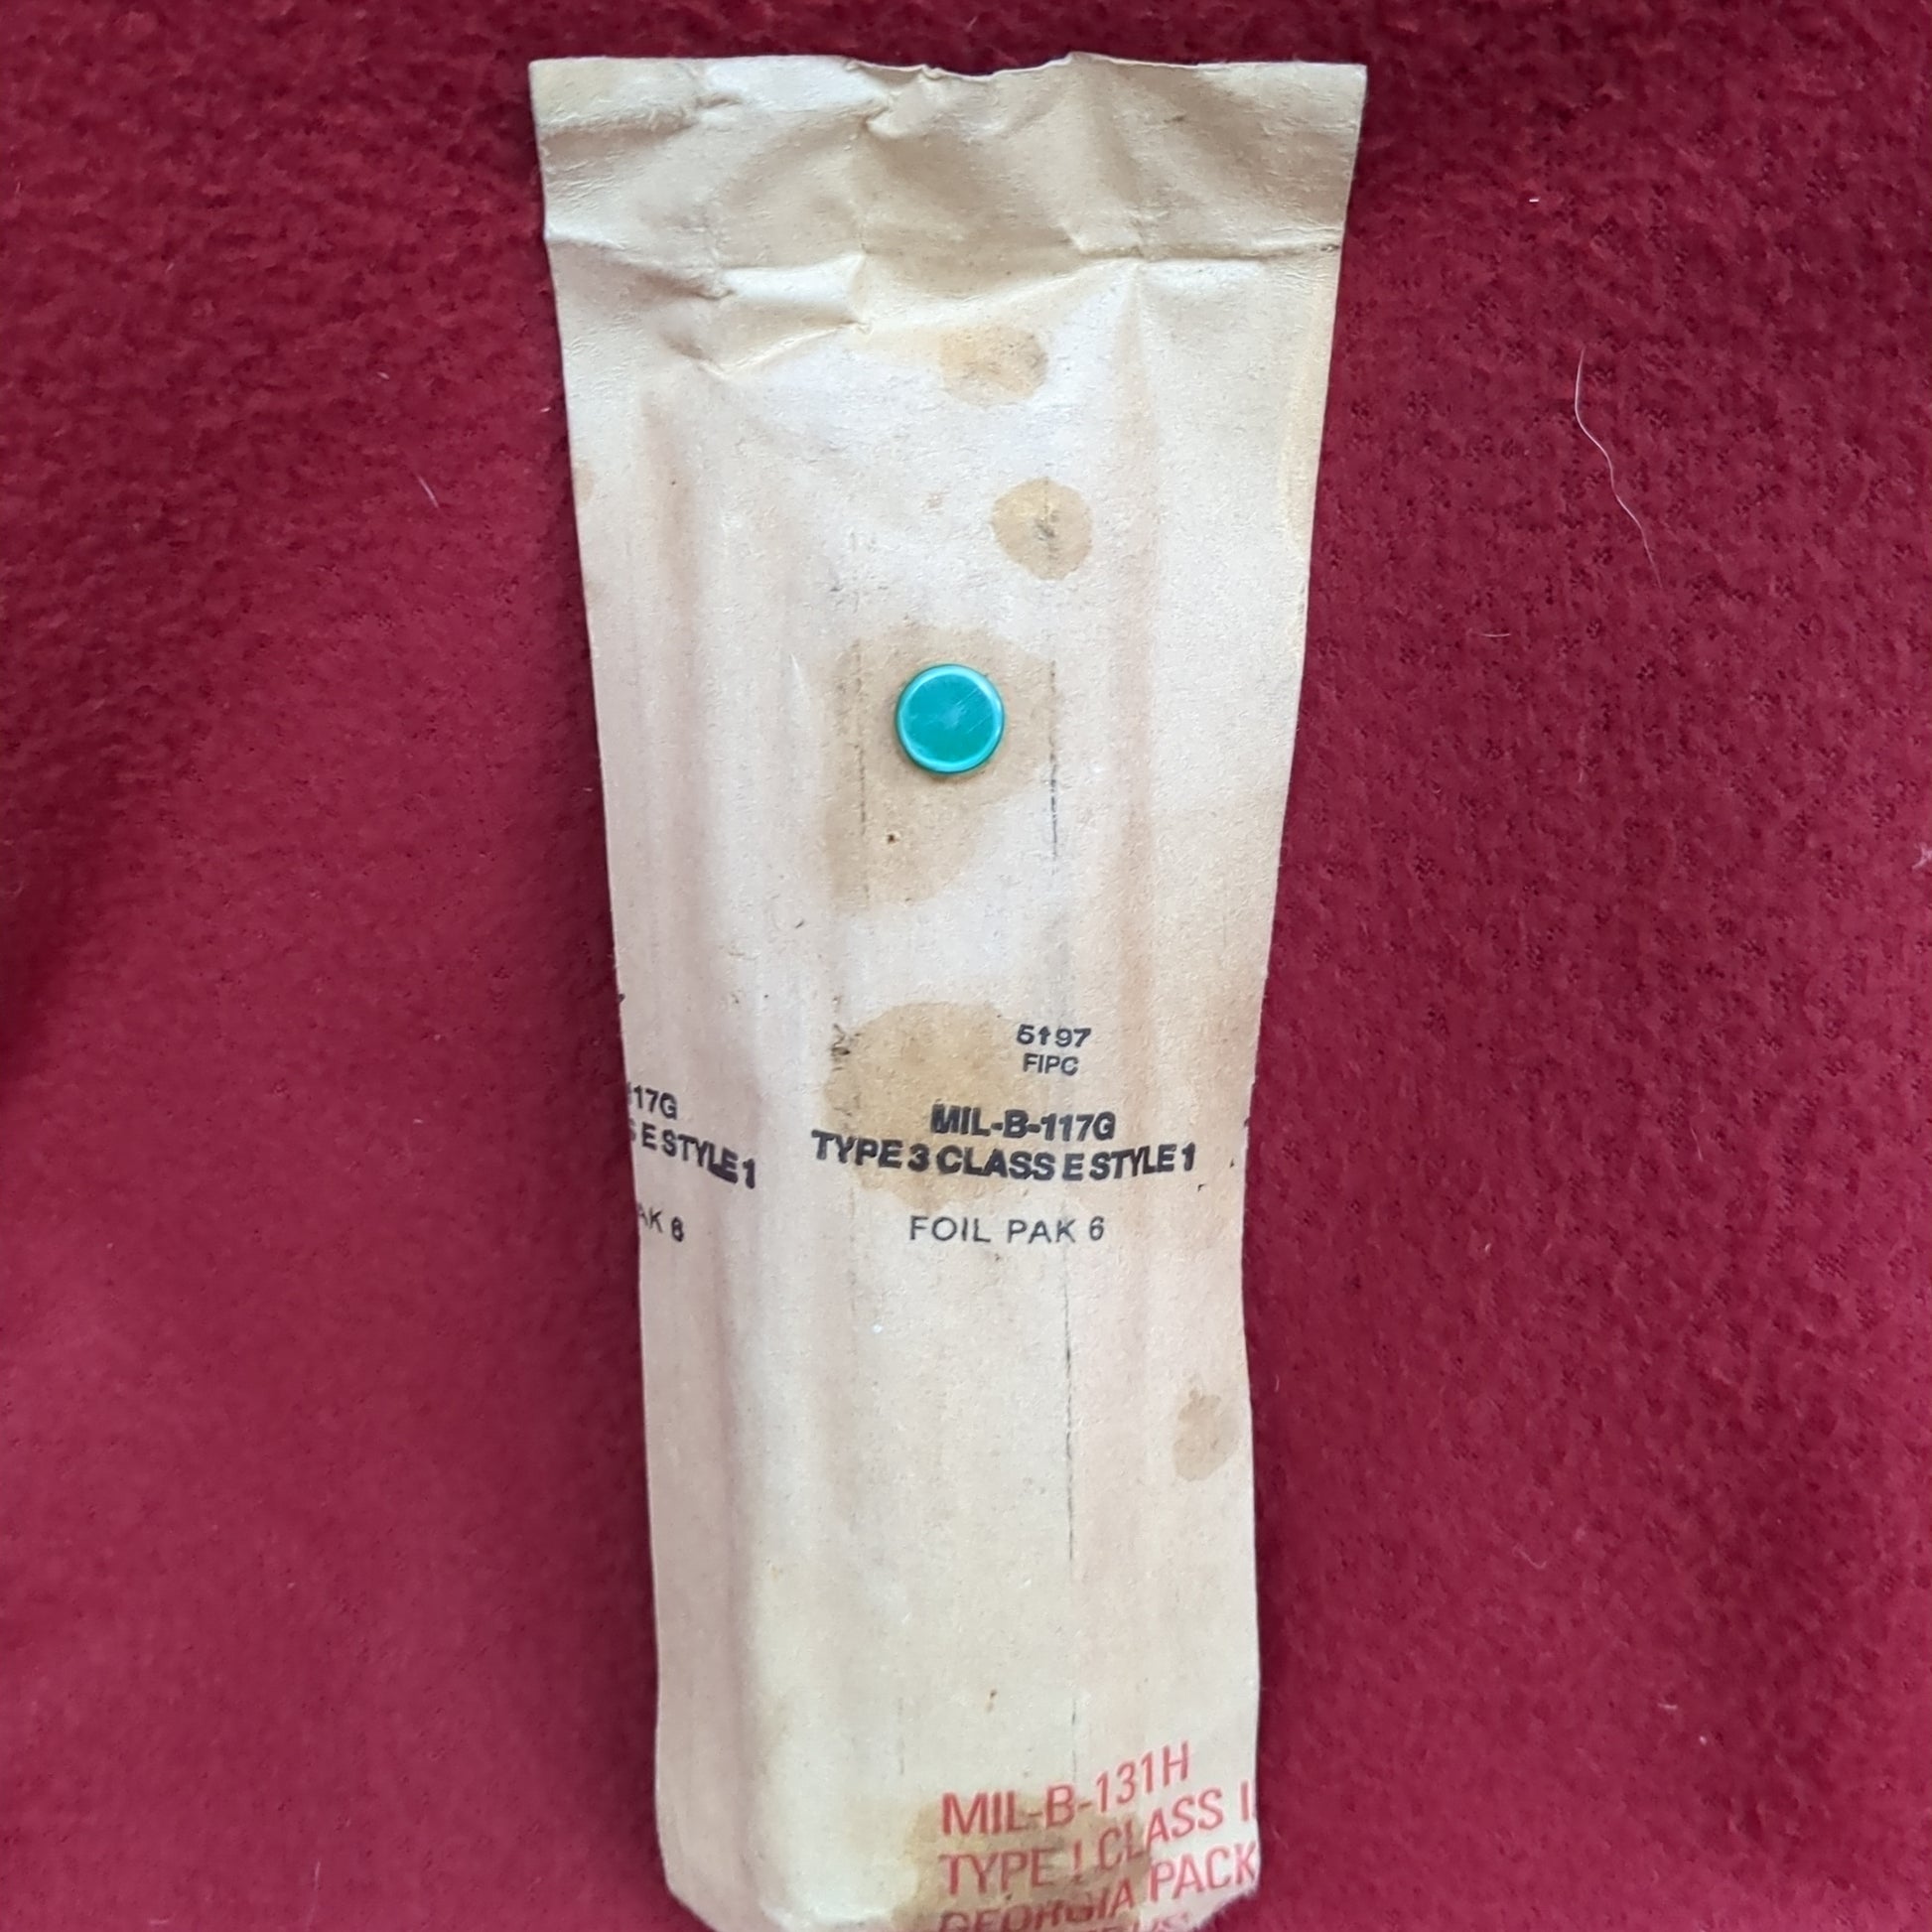 5197
FIPC
MIL-B-117G
TYPE 3 CLASS E STYLE 1
FOIL PAK 6
117G
E STYLE 1
AK 6
MIL-B-131H
TYPE I CLASS
GEORGIA PACK